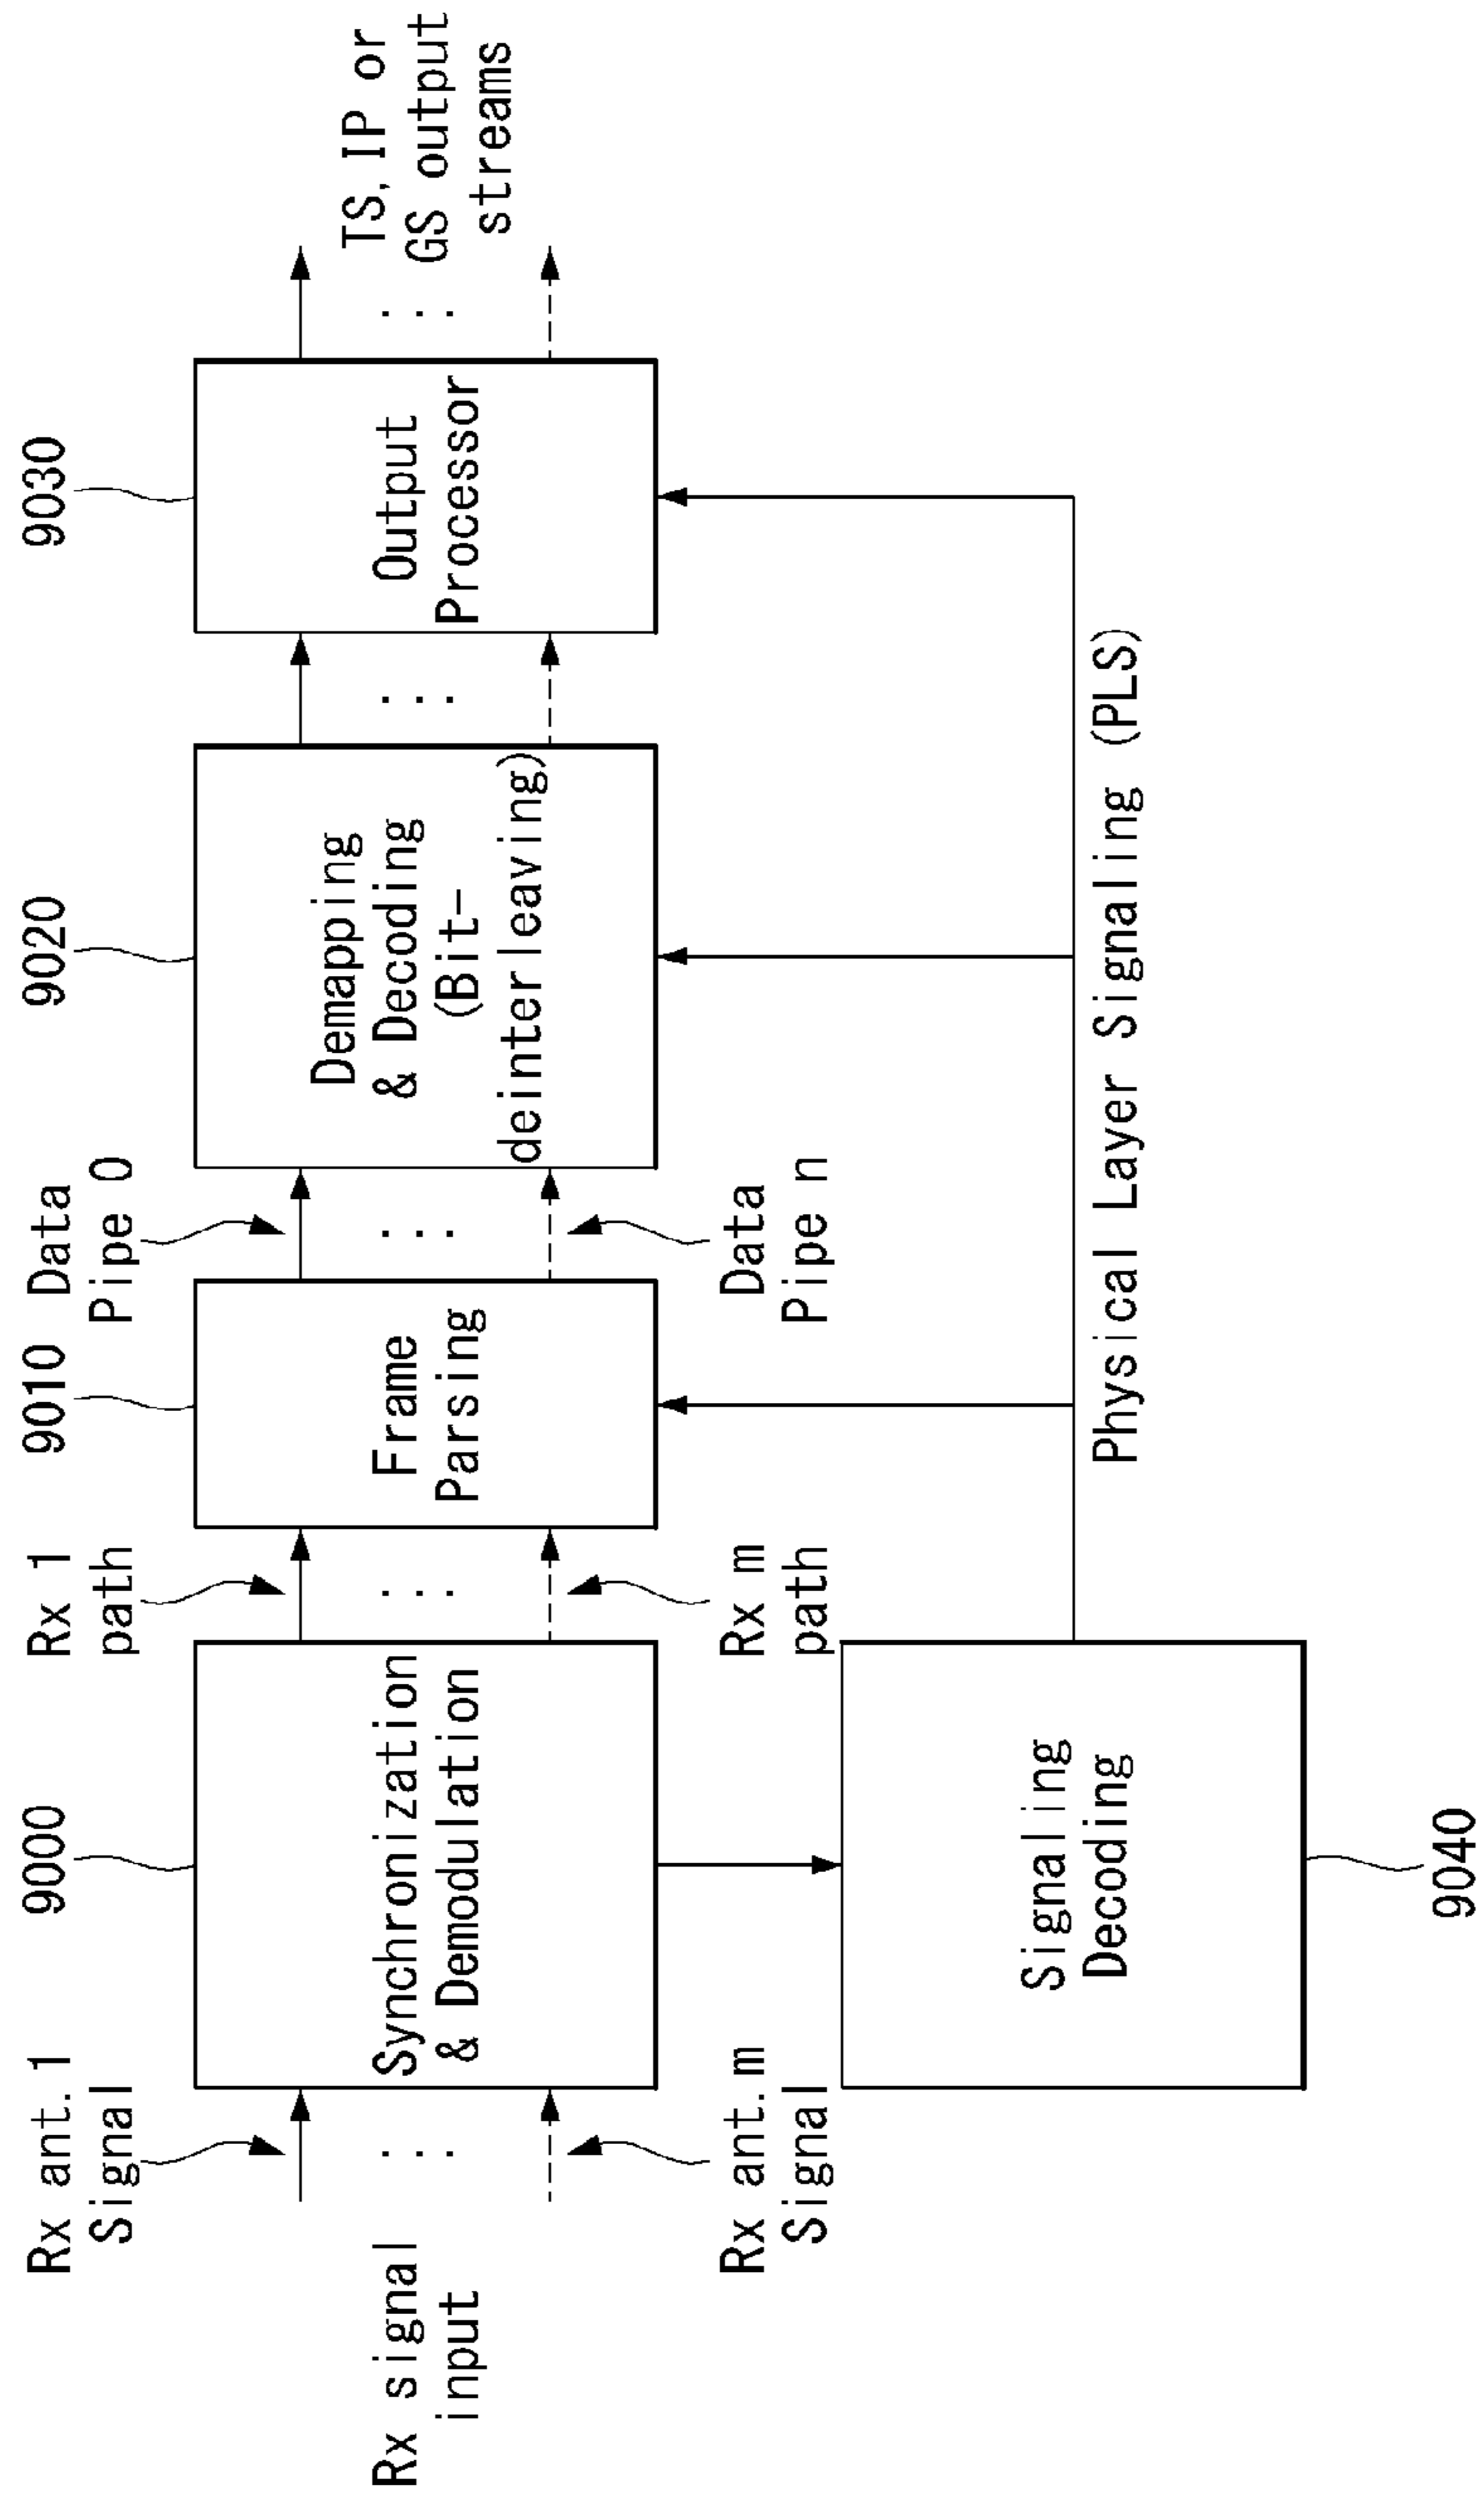 Rx signal
input
Rx ant. 1
Signal
Rx ant.m
Signal
9000
Synchronization
& Demodulation
Rx 1
path
Rx m
path
9010
Frame
Parsing
Data
Pipe 0
Data
Pipe n
9020
Demapping
& Decoding
(Bit-
deinterleaving)
9030
Output
Processor
TS, IP or
GS output
streams
Signaling
Decoding
9040
Physical Layer Signaling (PLS)